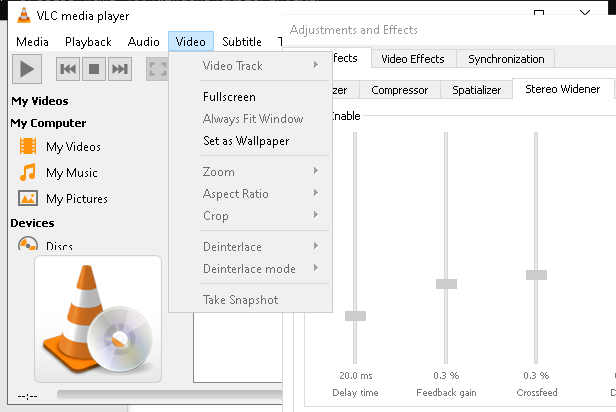 VLC media player
Media Playback Audio Video Subtitle T
My Videos
My Computer
My Videos
My Music
My Pictures
Devices
Discs
--:--
Video Track
Fullscreen
Always Fit Window
Set as Wallpaper
Zoom
Aspect Ratio
Crop
Deinterlace
Deinterlace mode
Take Snapshot
Adjustments and Effects
ffects Video Effects Synchronization
zer Compressor Spatializer Stereo Widener
Enable
20.0 ms 0.3 % 0.3 %
Delay time Feedback gain Crossfeed D